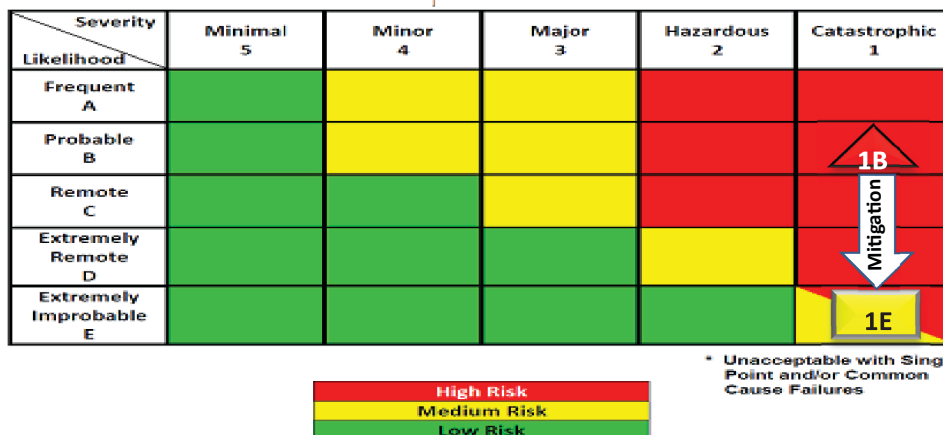 Severity
Likelihood
Minimal
5
Minor
4
Major
3
Hazardous
2
Catastrophic
1
Frequent
A
Probable
B
1B
Remote
C
Mitigation
Extremely
Remote
D
Extremely
Improbable
E
1E
* Unacceptable with Sing
Point and/or Common
Cause Failures
High Risk
Medium Risk
Low Risk